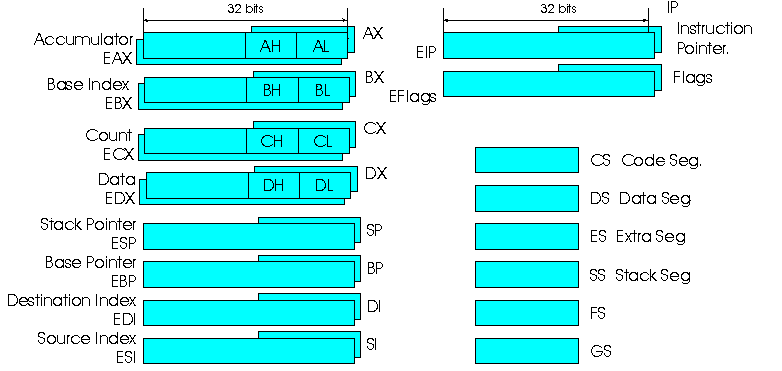 32 bits
Accumulator
EAX
AH
AL
AX
Base Index
EBX
BH
BL
BX
Count
ECX
CH
CL
CX
Data
EDX
DH
DL
DX
Stack Pointer
ESP
SP
Base Pointer
EBP
BP
Destination Index
EDI
DI
Source Index
ESI
SI
32 bits
IP
Instruction
Pointer.
EIP
Flags
EFlags
CS Code Seg.
DS Data Seg
ES Extra Seg
SS Stack Seg
FS
GS